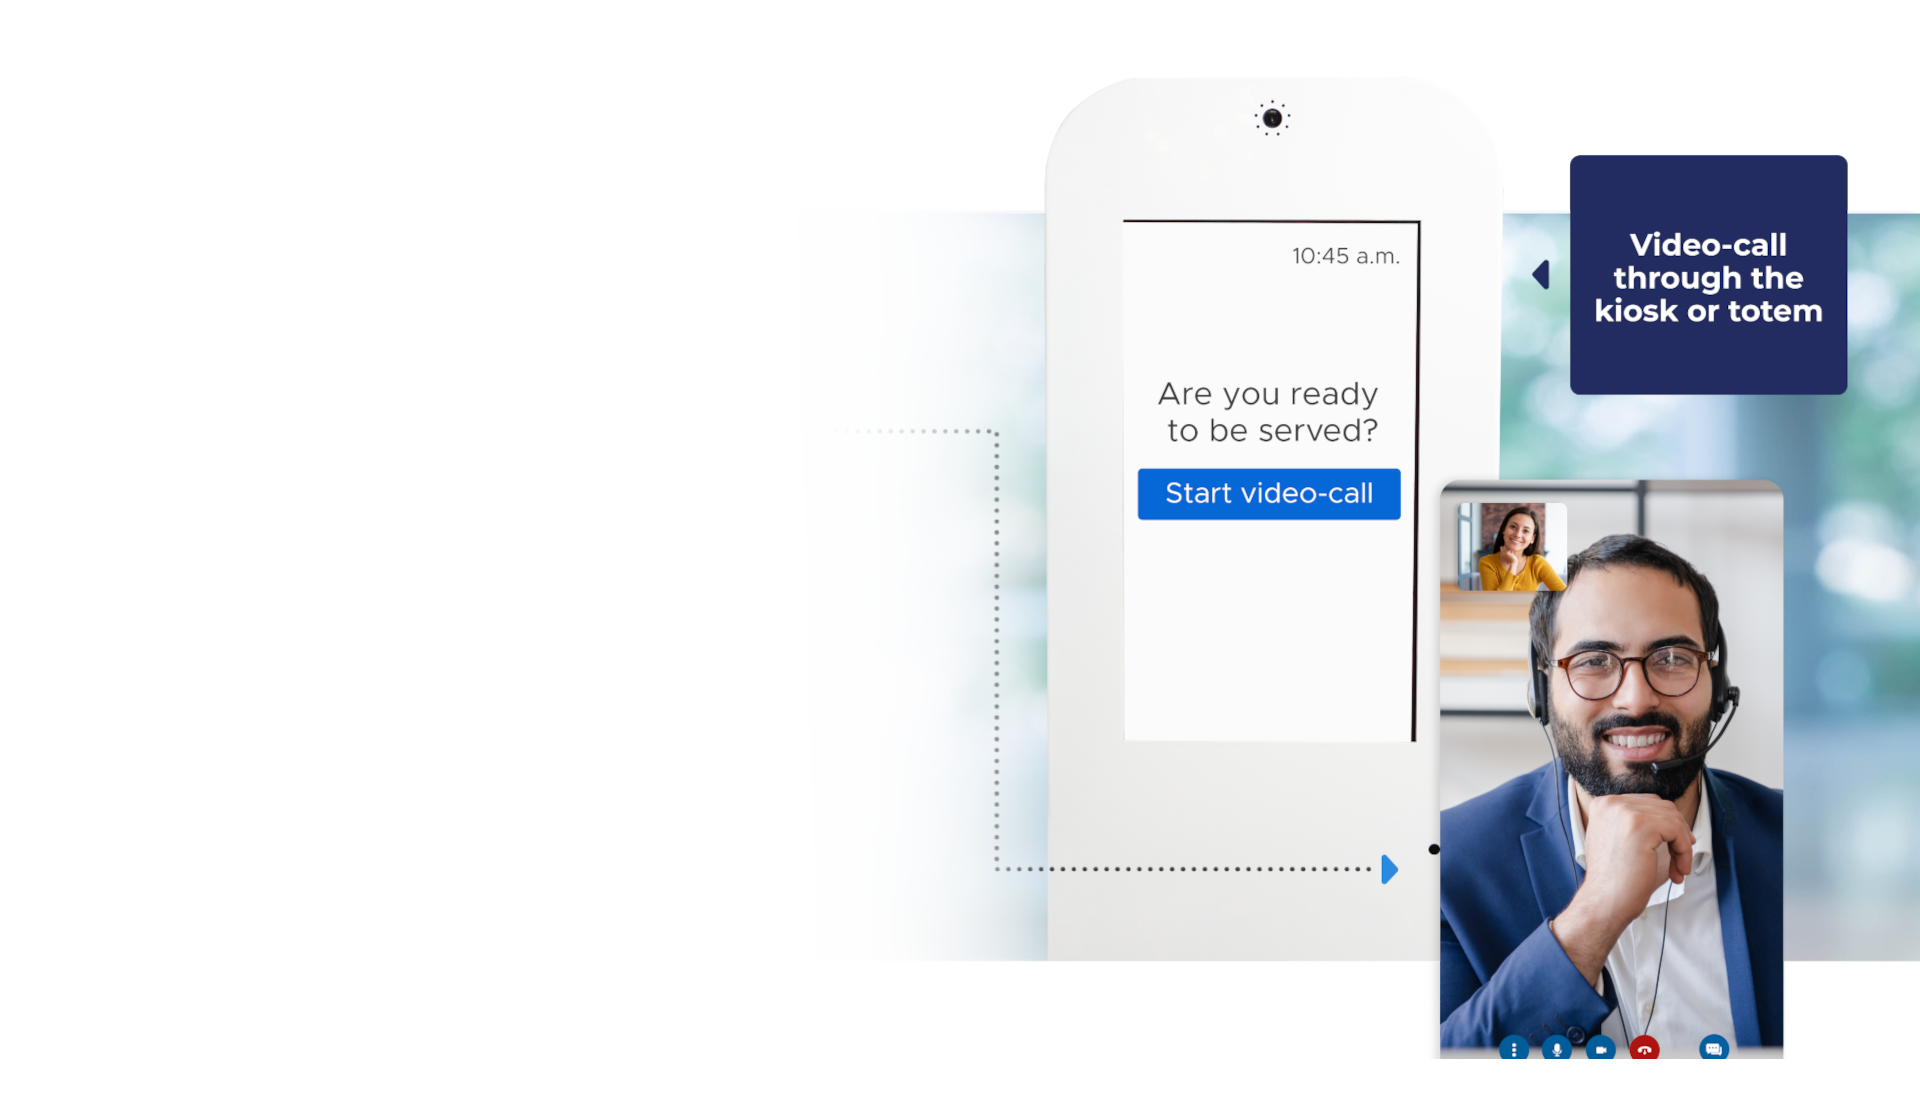 10:45 a.m.
Are you ready
to be served?
Start video-call
Video-call
through the
kiosk or totem